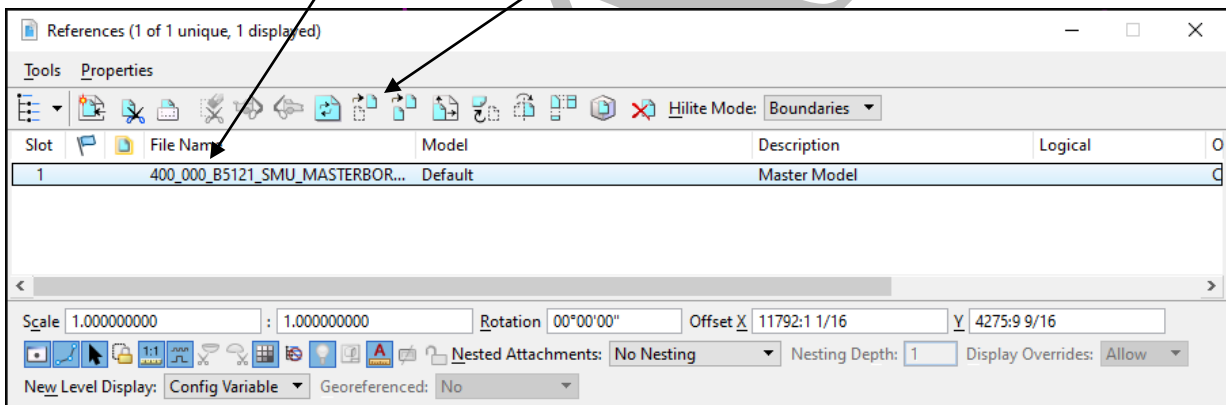 References (1 of 1 unique, 1 displayed)
Tools Properties
Hilite Mode: Boundaries
Slot File Name Model Description Logical O
1 400_000_B5121_SMU_MASTERBOR... Default Master Model
Scale 1.000000000 : 1.000000000 Rotation 00°00'00" Offset X 11792:1 1/16 Y 4275:9 9/16
1:1 A Nested Attachments: No Nesting Nesting Depth: 1 Display Overrides: Allow
New Level Display: Config Variable Georeferenced: No